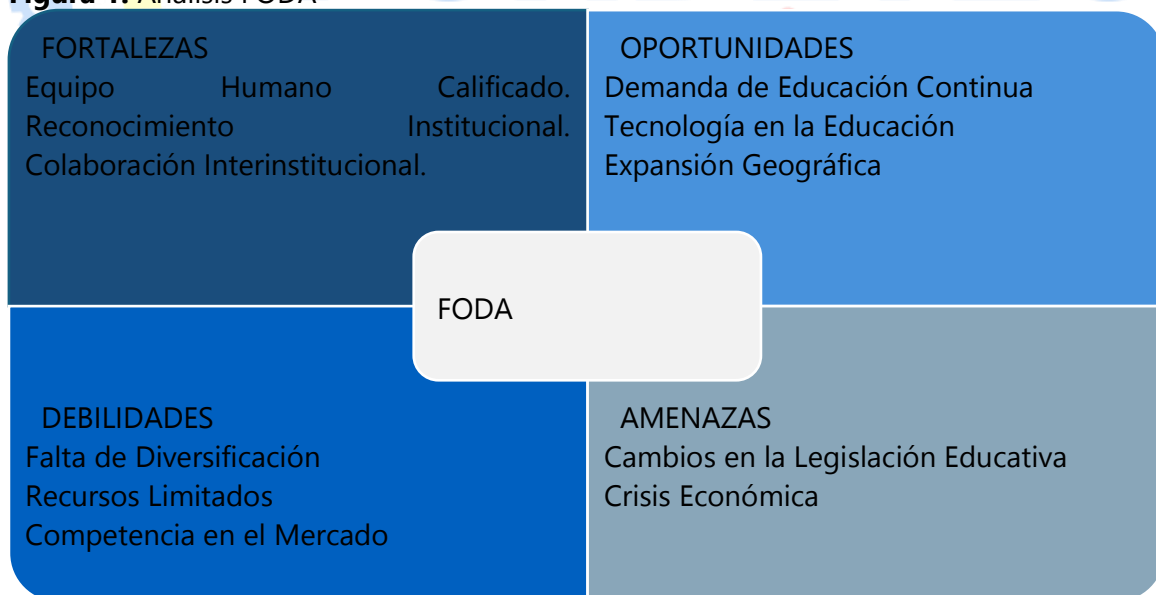 Figura 1. Análisis FODA
FORTALEZAS
Equipo Humano Calificado.
Reconocimiento Institucional.
Colaboración Interinstitucional.
OPORTUNIDADES
Demanda de Educación Continua
Tecnología en la Educación
Expansión Geográfica
FODA
DEBILIDADES
Falta de Diversificación
Recursos Limitados
Competencia en el Mercado
AMENAZAS
Cambios en la Legislación Educativa
Crisis Económica